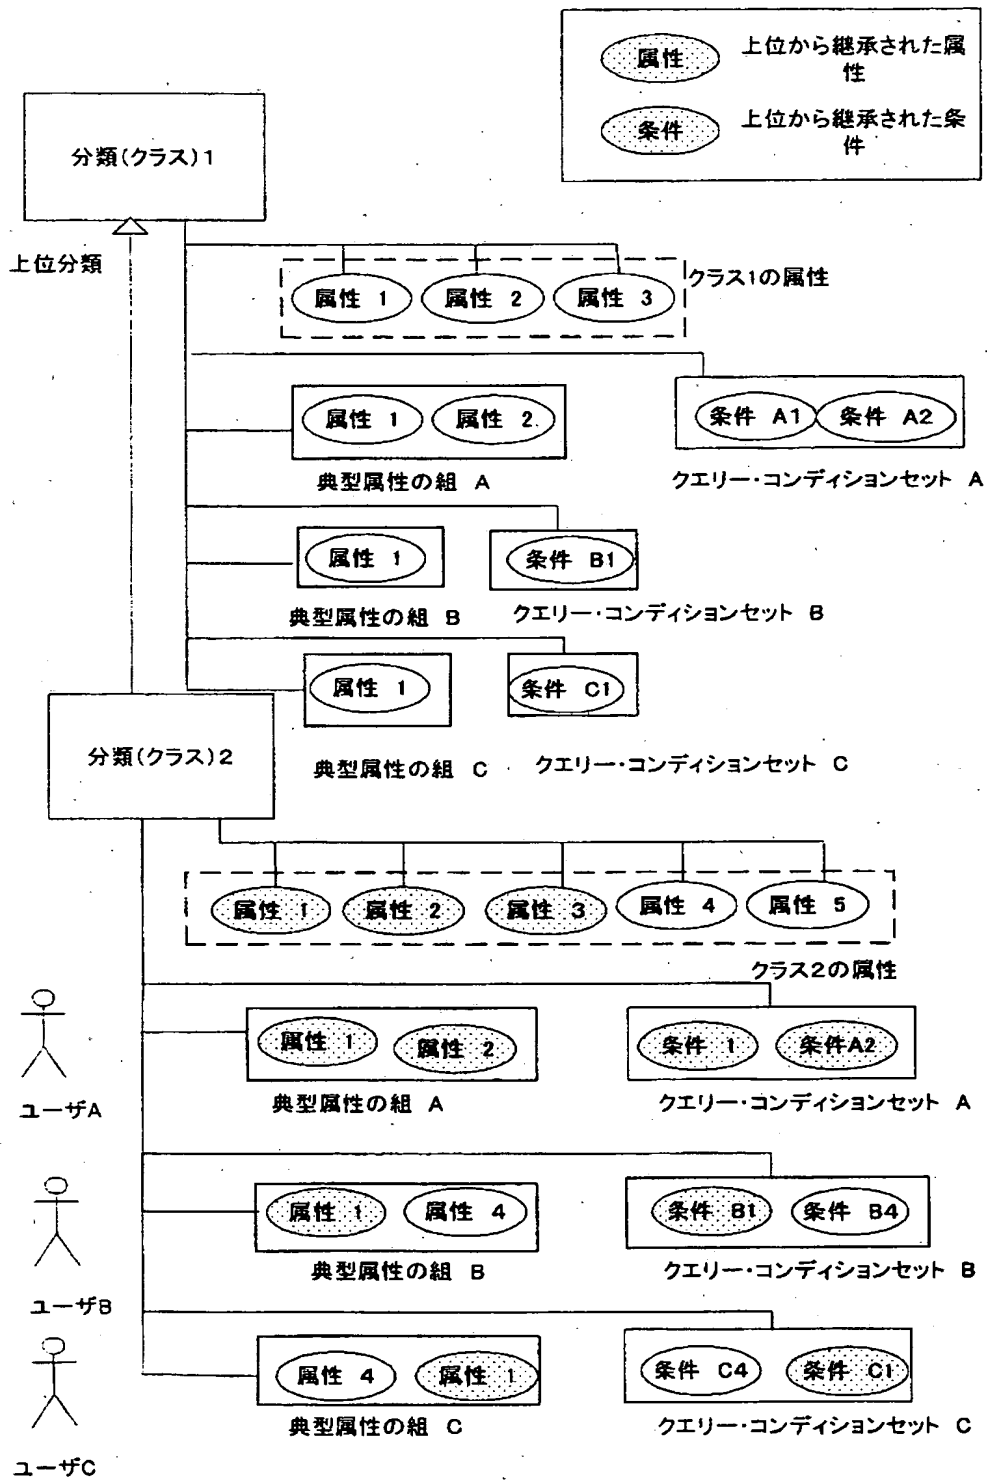 属性
上位から継承された属
性
条件
上位から継承された条
件
分類(クラス)1
上位分類
属性 1
属性 2
属性 3
クラス1の属性
属性 1
属性 2
典型属性の組 A
条件 A1
条件 A2
クエリー・コンディションセット A
属性 1
典型属性の組 B
条件 B1
クエリー・コンディションセット B
属性 1
典型属性の組 C
条件 C1
クエリー・コンディションセット C
分類(クラス)2
属性 1
属性 2
属性 3
属性 4
属性 5
クラス2の属性
ユーザA
属性 1
属性 2
典型属性の組 A
条件 1
条件A2
クエリー・コンディションセット A
ユーザB
属性 1
属性 4
典型属性の組 B
条件 B1
条件 B4
クエリー・コンディションセット B
ユーザC
属性 4
属性 1
典型属性の組 C
条件 C4
条件 C1
クエリー・コンディションセット C